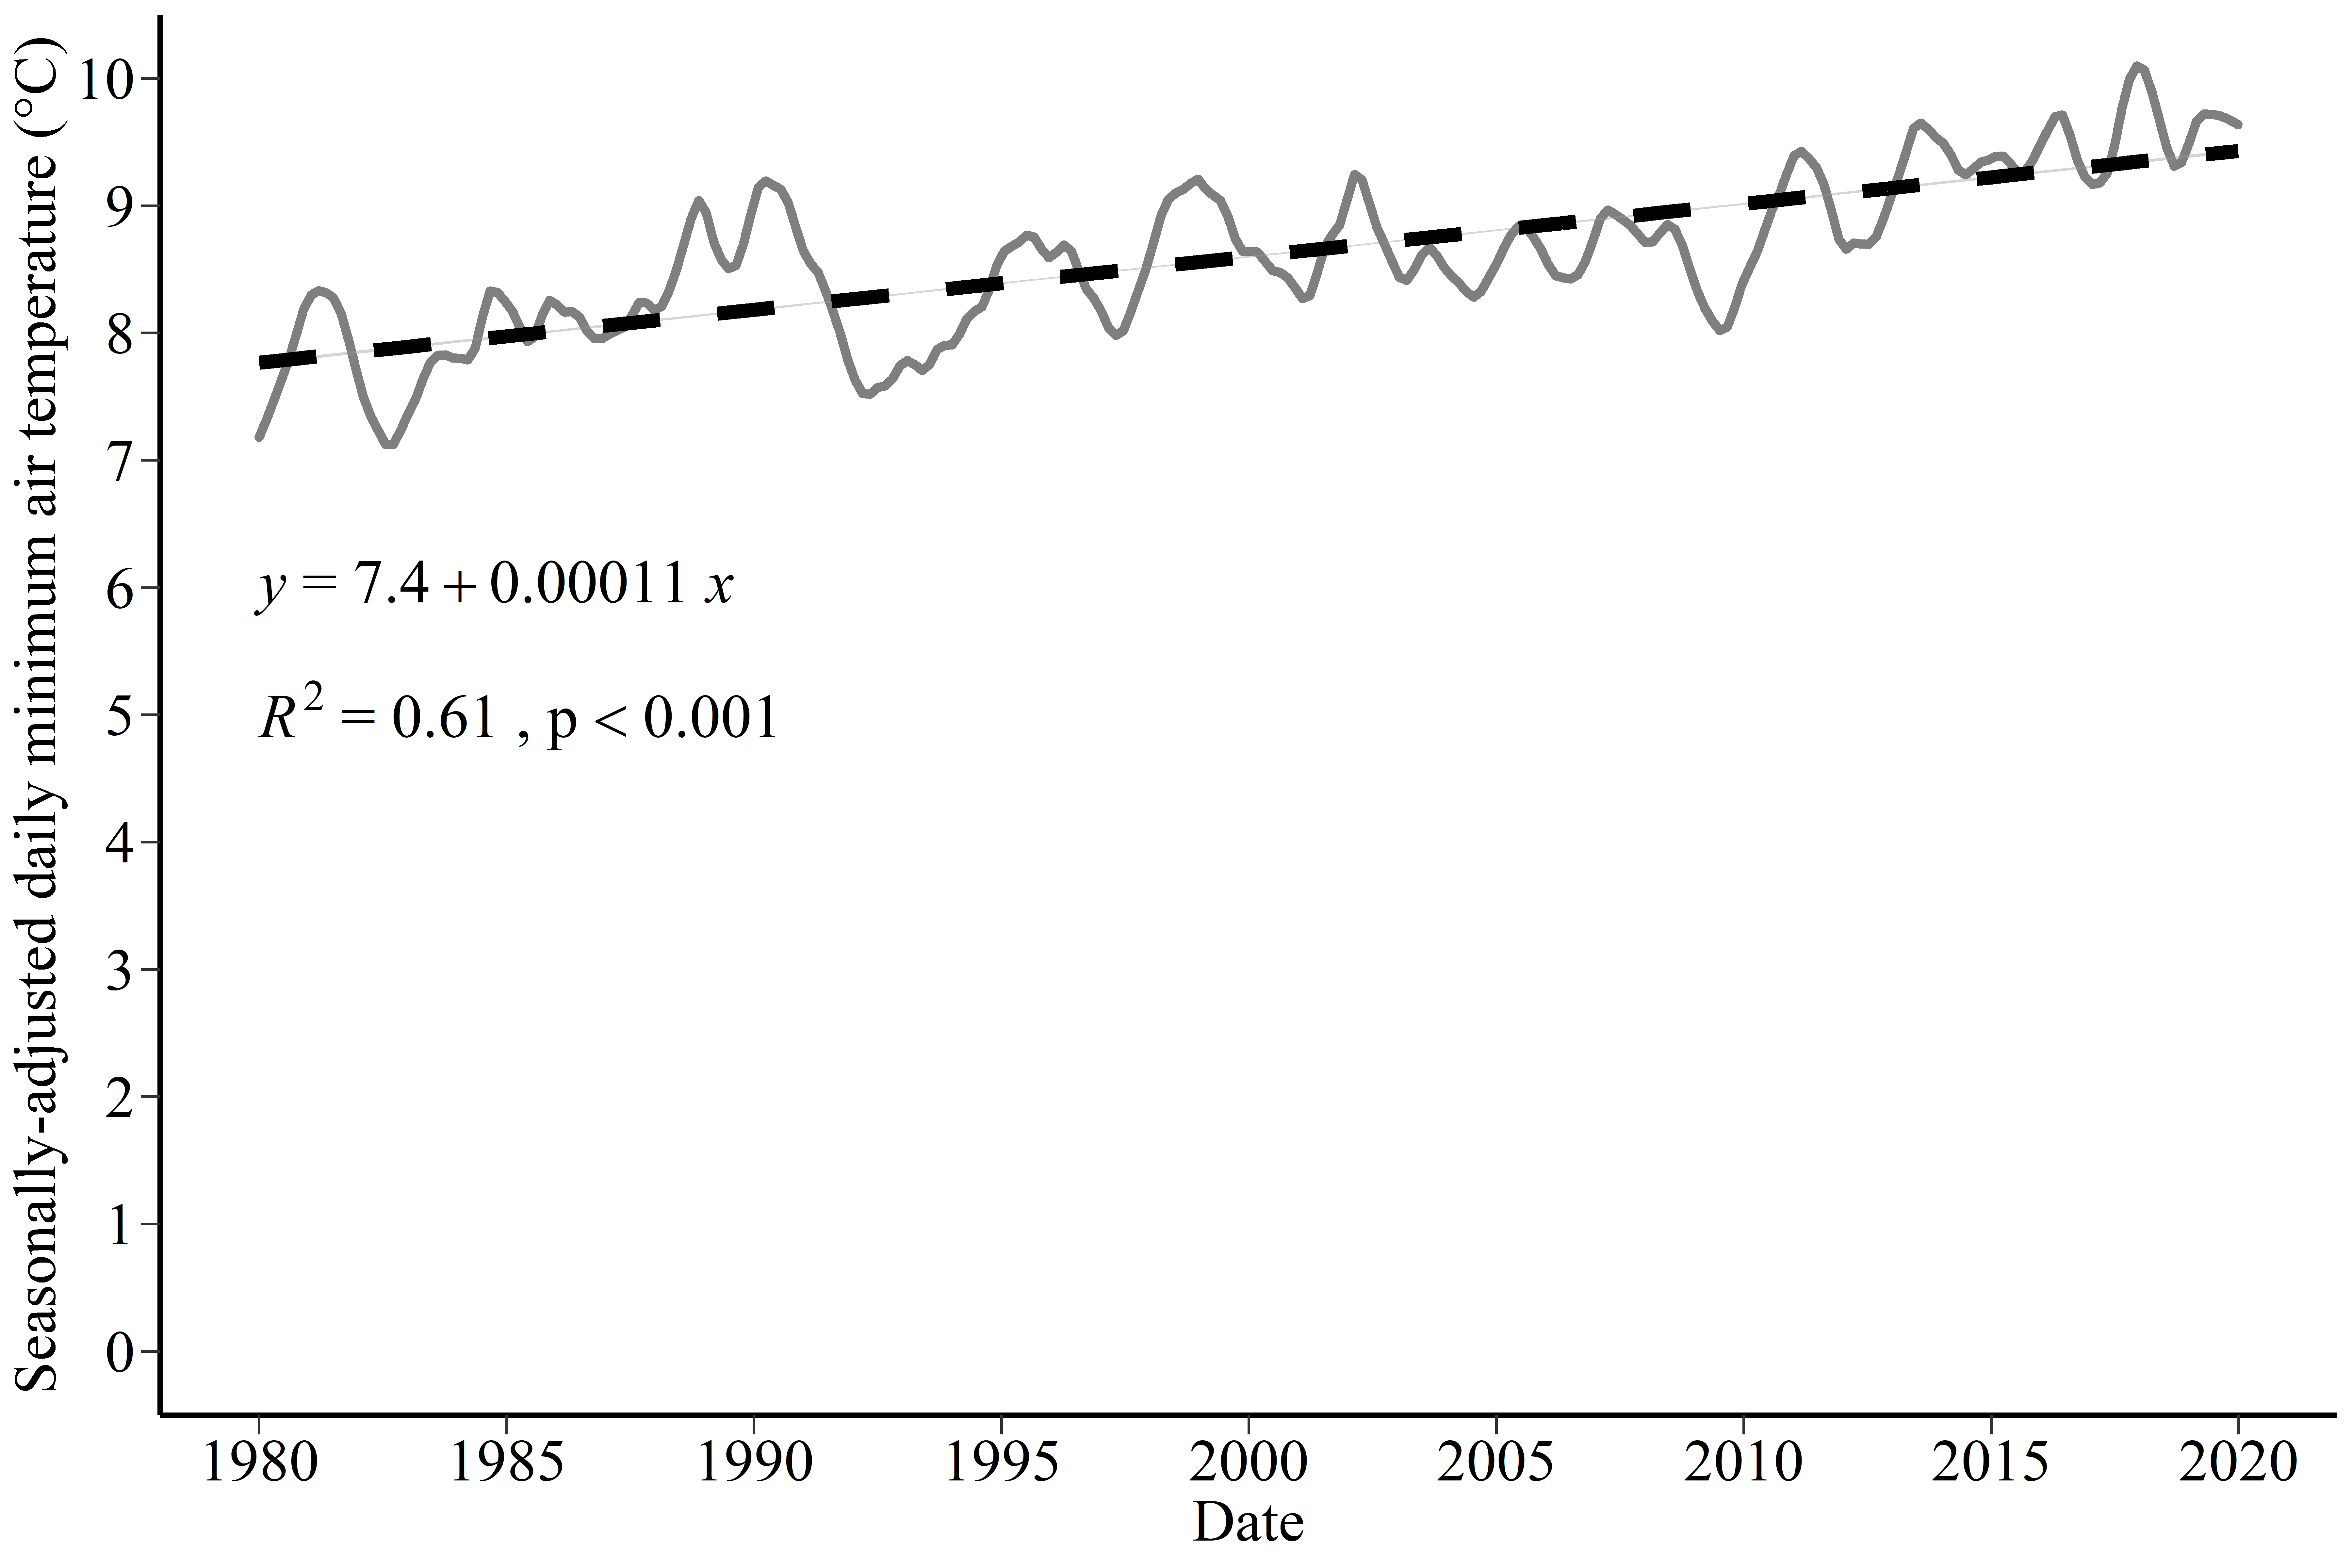 Seasonally-adjusted daily minimum air temperature (°C)
10
9
8
7
6
5
4
3
2
1
0
y = 7.4 + 0.00011 x
R² = 0.61 , p < 0.001
1980 1985 1990 1995 2000 2005 2010 2015 2020
Date